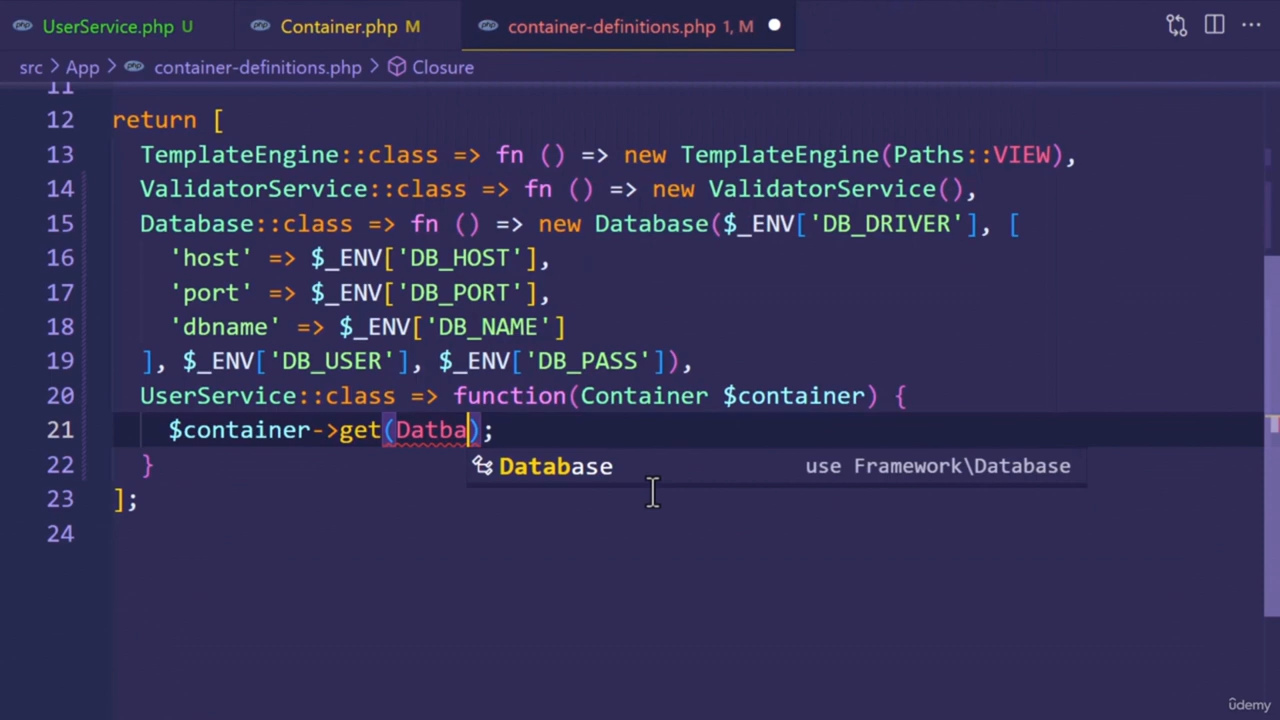 UserService.php U
Container.php M
container-definitions.php 1, M
src > App > container-definitions.php > Closure
11
12 return [
13 TemplateEngine::class => fn () => new TemplateEngine(Paths::VIEW),
14 ValidatorService::class => fn () => new ValidatorService(),
15 Database::class => fn () => new Database($_ENV['DB_DRIVER'], [
16 'host' => $_ENV['DB_HOST'],
17 'port' => $_ENV['DB_PORT'],
18 'dbname' => $_ENV['DB_NAME']
19 ], $_ENV['DB_USER'], $_ENV['DB_PASS']),
20 UserService::class => function(Container $container) {
21 $container->get(Datba);
22 }
Database use Framework\Database
23 ];
24
ûdemy